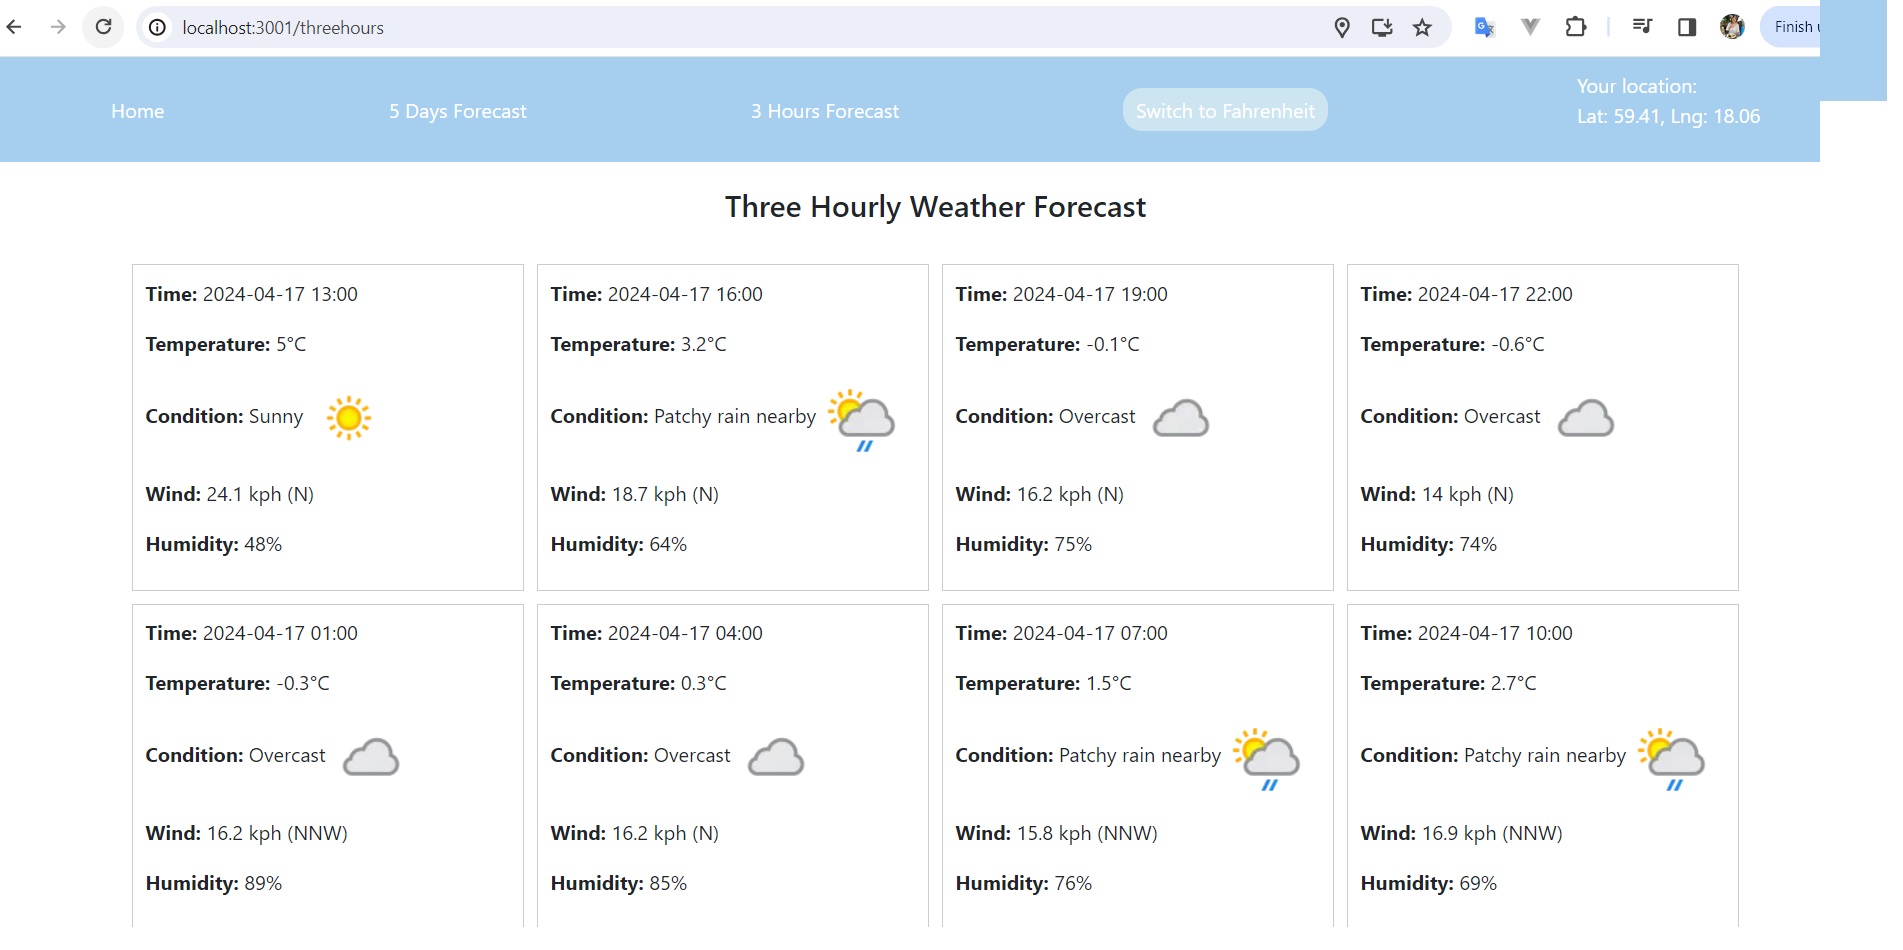 localhost:3001/threehours
Finish
Home
5 Days Forecast
3 Hours Forecast
Switch to Fahrenheit
Your location:
Lat: 59.41, Lng: 18.06
Three Hourly Weather Forecast
Time: 2024-04-17 13:00
Temperature: 5°C
Condition: Sunny
Wind: 24.1 kph (N)
Humidity: 48%
Time: 2024-04-17 16:00
Temperature: 3.2°C
Condition: Patchy rain nearby
Wind: 18.7 kph (N)
Humidity: 64%
Time: 2024-04-17 19:00
Temperature: -0.1°C
Condition: Overcast
Wind: 16.2 kph (N)
Humidity: 75%
Time: 2024-04-17 22:00
Temperature: -0.6°C
Condition: Overcast
Wind: 14 kph (N)
Humidity: 74%
Time: 2024-04-17 01:00
Temperature: -0.3°C
Condition: Overcast
Wind: 16.2 kph (NNW)
Humidity: 89%
Time: 2024-04-17 04:00
Temperature: 0.3°C
Condition: Overcast
Wind: 16.2 kph (N)
Humidity: 85%
Time: 2024-04-17 07:00
Temperature: 1.5°C
Condition: Patchy rain nearby
Wind: 15.8 kph (NNW)
Humidity: 76%
Time: 2024-04-17 10:00
Temperature: 2.7°C
Condition: Patchy rain nearby
Wind: 16.9 kph (NNW)
Humidity: 69%